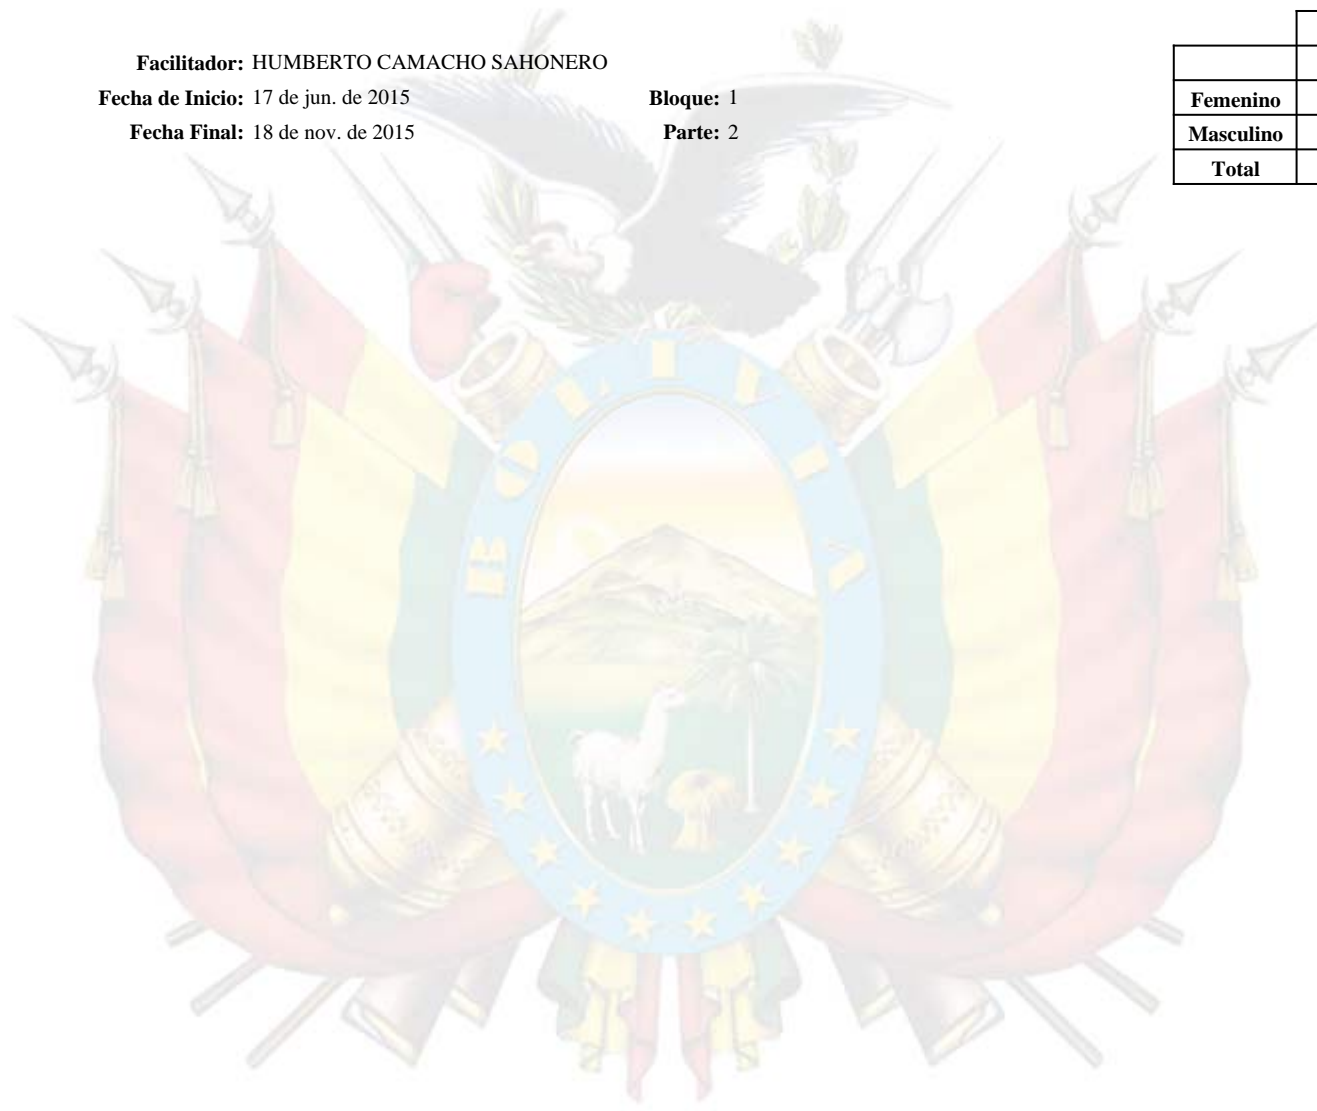 Facilitador: HUMBERTO CAMACHO SAHONERO
Fecha de Inicio: 17 de jun. de 2015 Bloque: 1
Fecha Final: 18 de nov. de 2015 Parte: 2
Femenino
Masculino
Total
BOLIVIA